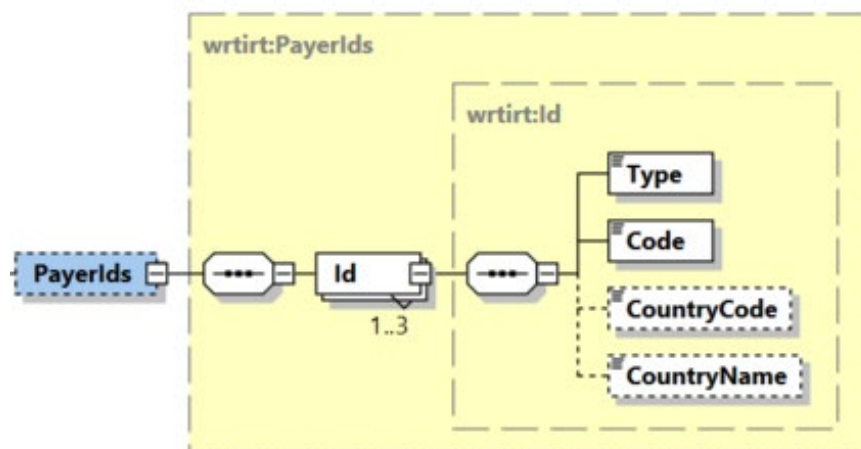 wrtirt:PayerIds
wrtirt:Id
Type
Code
PayerIds
Id
1..3
CountryCode
CountryName